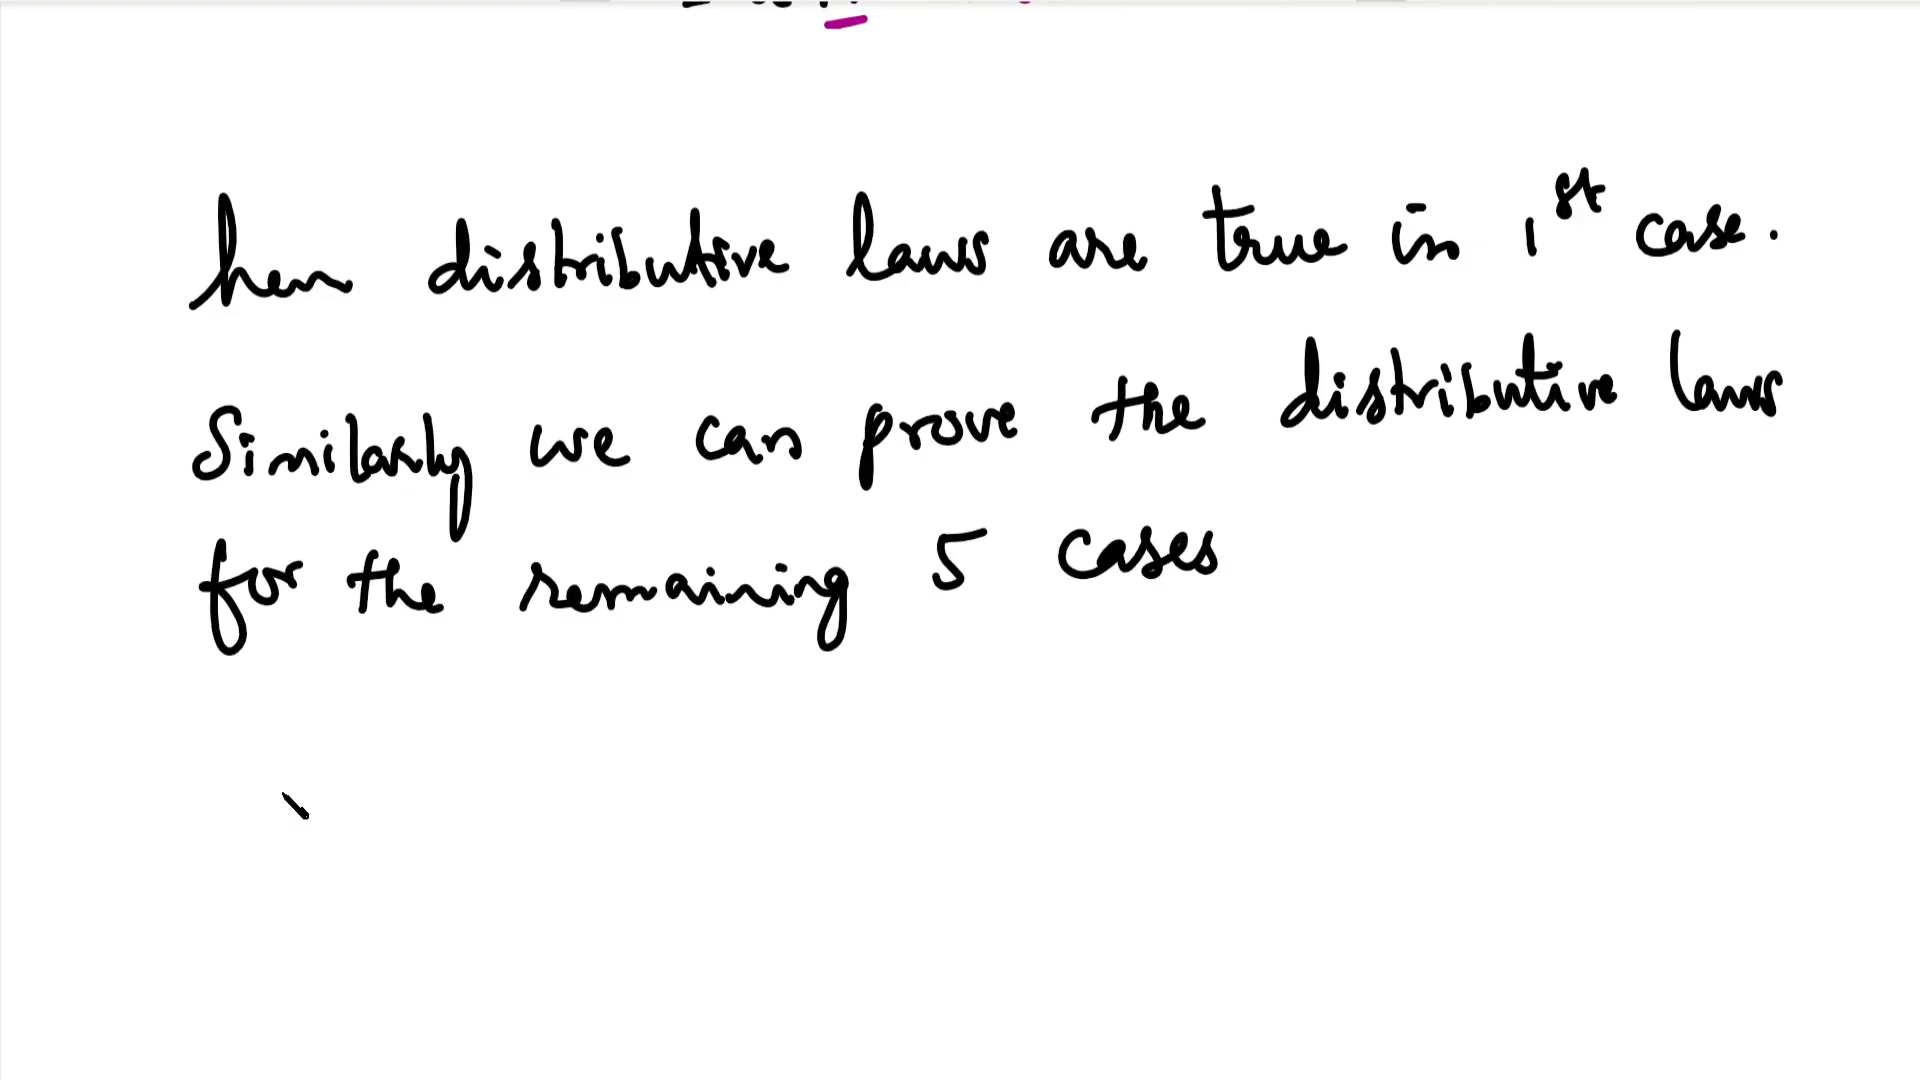 hence distributive laws are true in 1st case.
Similarly we can prove the distributive laws
for the remaining 5 cases